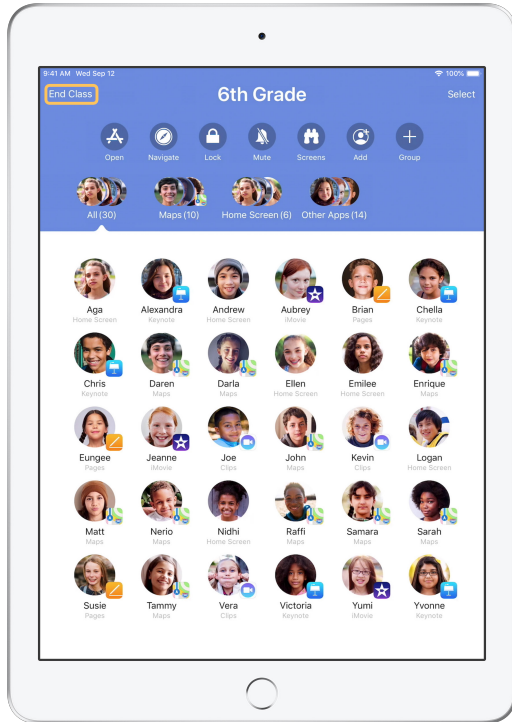 9:41 AM Wed Sep 12 100%
End Class 6th Grade Select
Open Navigate Lock Mute Screens Add Group
All (30) Maps (10) Home Screen (6) Other Apps (14)
Aga Alexandra Andrew Aubrey Brian Chella
Home Screen Keynote Home Screen iMovie Pages Keynote
Chris Daren Darla Ellen Emilee Enrique
Keynote Maps Maps Home Screen Home Screen Maps
Eungee Jeanne Joe John Kevin Logan
Pages iMovie Clips Maps Clips Home Screen
Matt Nerio Nidhi Raffi Samara Sarah
Maps Maps Home Screen Maps Maps Maps
Susie Tammy Vera Victoria Yumi Yvonne
Pages Maps Clips Keynote iMovie Keynote